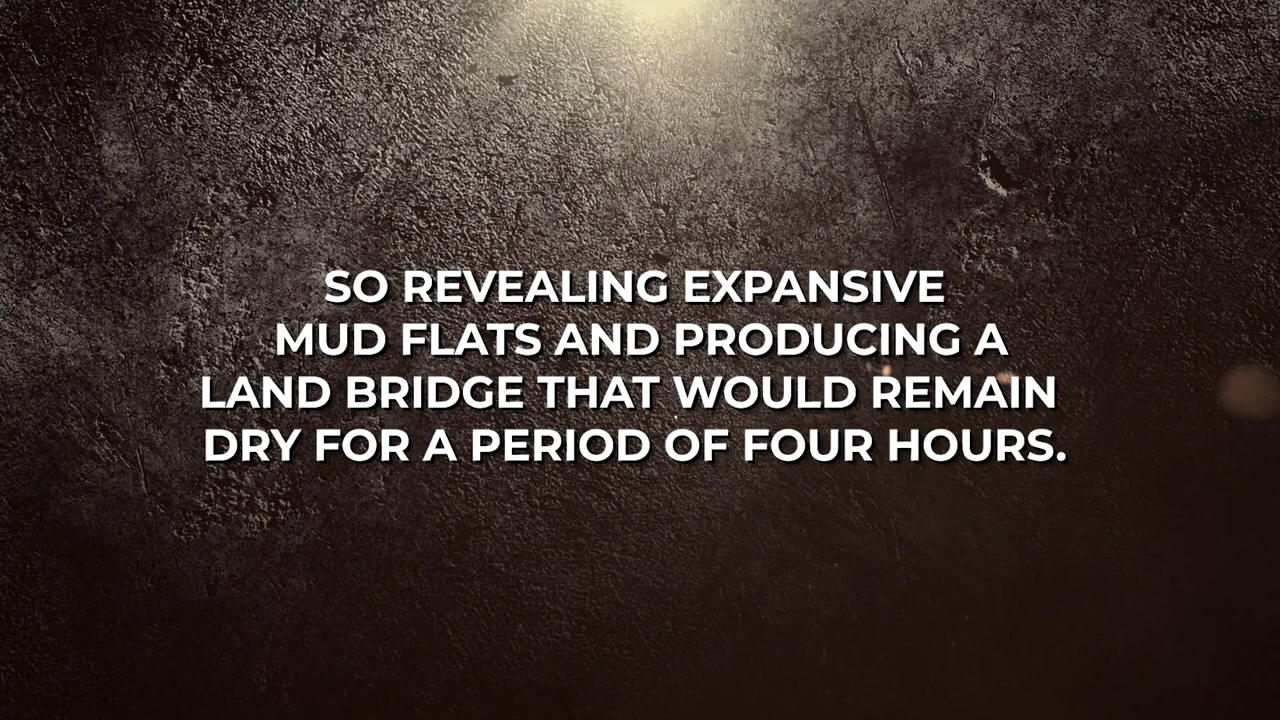 SO REVEALING EXPANSIVE
MUD FLATS AND PRODUCING A
LAND BRIDGE THAT WOULD REMAIN
DRY FOR A PERIOD OF FOUR HOURS.